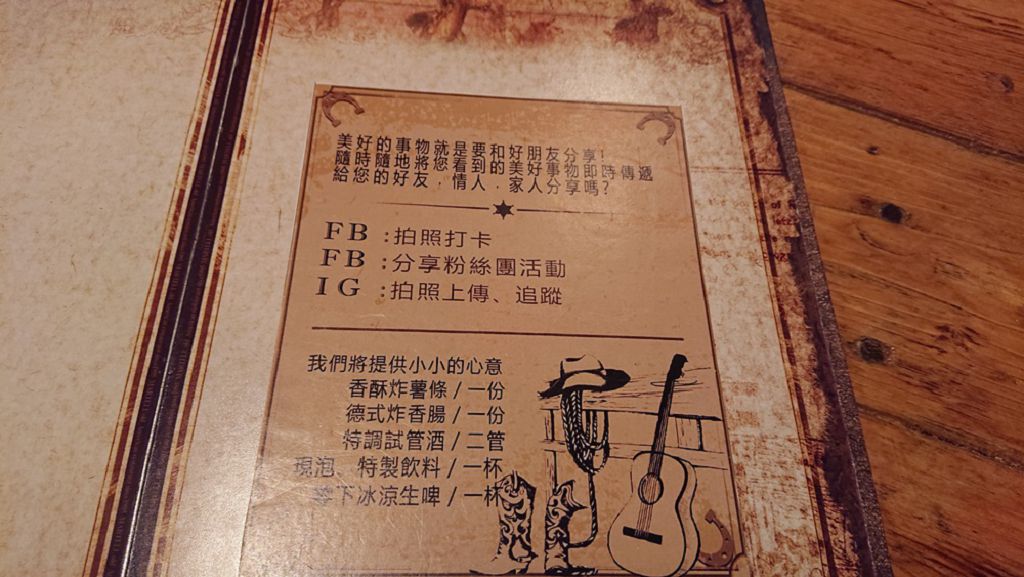 美好的事物就是要和好朋友分享!
隨時隨地將您看到的美好事物即時傳遞
給您的好友，情人，家人分享嗎?
FB :拍照打卡
FB :分享粉絲團活動
IG :拍照上傳、追蹤
我們將提供小小的心意
香酥炸薯條/一份
德式炸香腸/一份
特調試管酒/二管
現泡、特製飲料/一杯
零下冰涼生啤/一杯